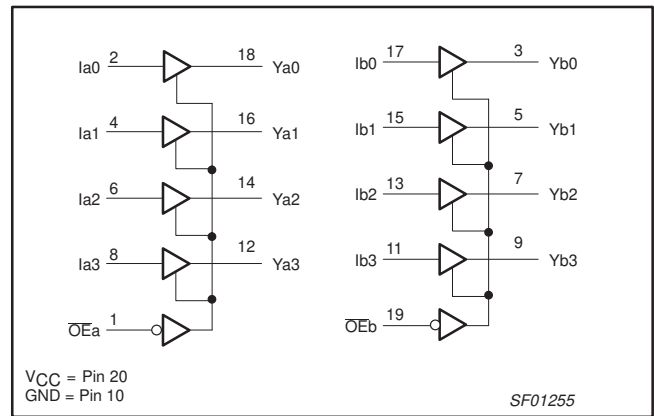 Ia0 2 18 Ya0
Ia1 4 16 Ya1
Ia2 6 14 Ya2
Ia3 8 12 Ya3
O̅E̅a 1
Ib0 17 3 Yb0
Ib1 15 5 Yb1
Ib2 13 7 Yb2
Ib3 11 9 Yb3
O̅E̅b 19
VCC = Pin 20
GND = Pin 10
SF01255